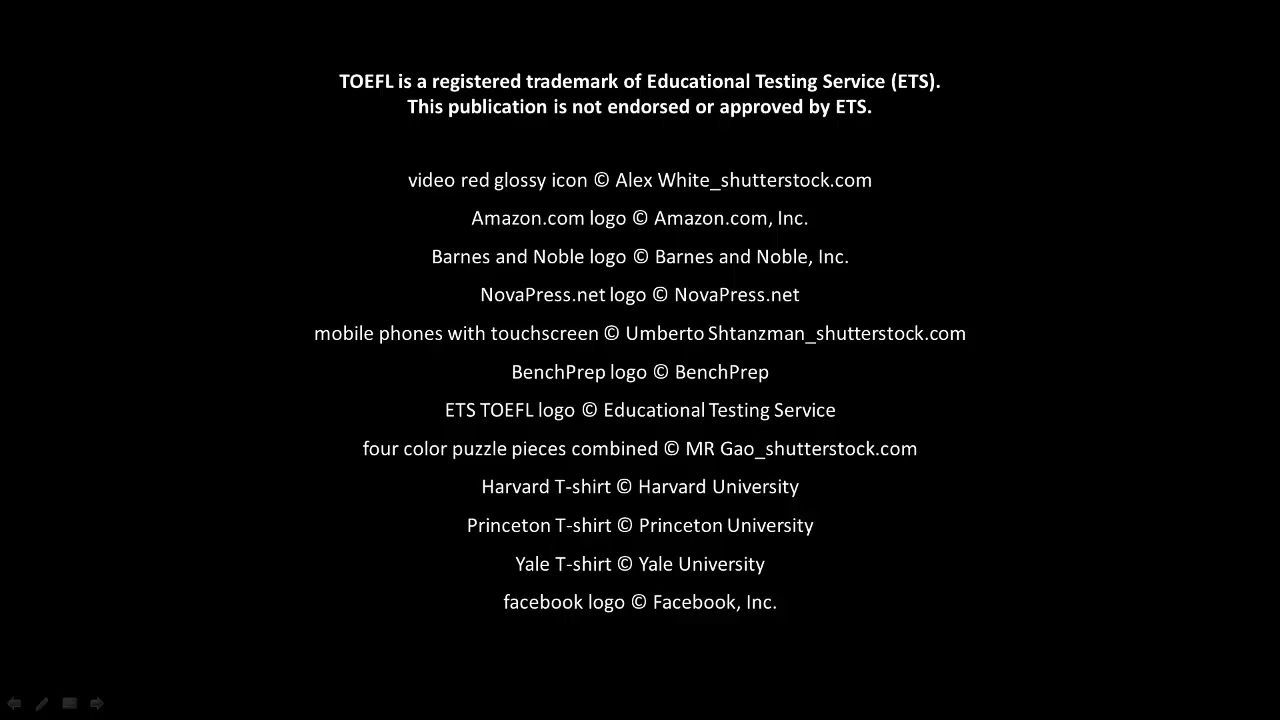 TOEFL is a registered trademark of Educational Testing Service (ETS).
This publication is not endorsed or approved by ETS.
video red glossy icon © Alex White_shutterstock.com
Amazon.com logo © Amazon.com, Inc.
Barnes and Noble logo © Barnes and Noble, Inc.
NovaPress.net logo © NovaPress.net
mobile phones with touchscreen © Umberto Shtanzman_shutterstock.com
BenchPrep logo © BenchPrep
ETS TOEFL logo © Educational Testing Service
four color puzzle pieces combined © MR Gao_shutterstock.com
Harvard T-shirt © Harvard University
Princeton T-shirt © Princeton University
Yale T-shirt © Yale University
facebook logo © Facebook, Inc.